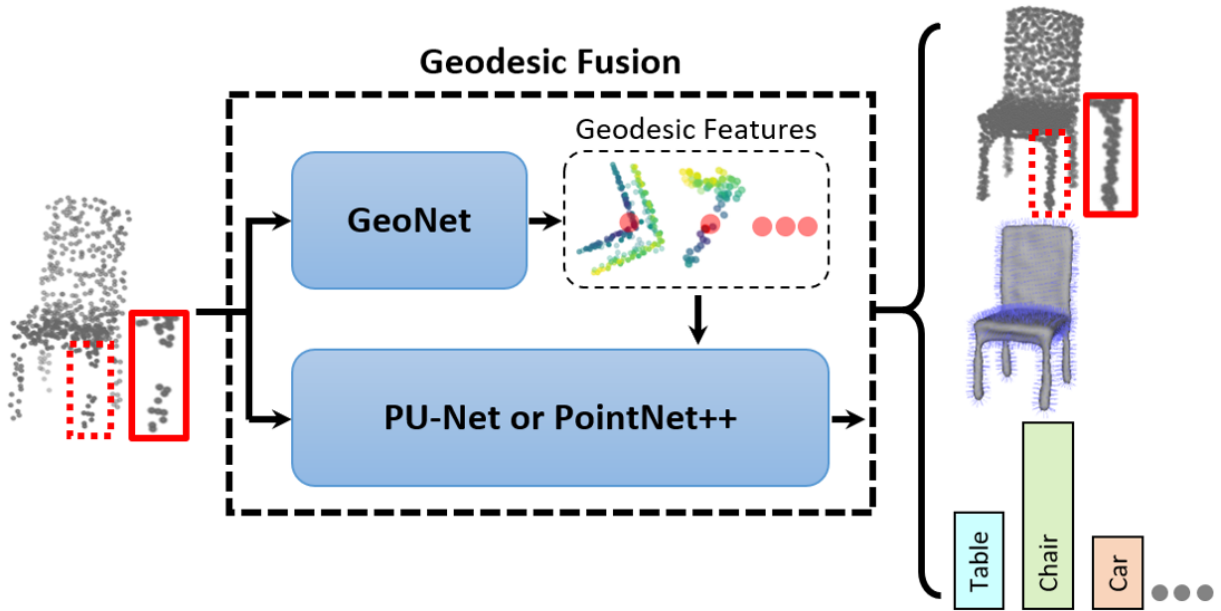 Geodesic Fusion
Geodesic Features
GeoNet
PU-Net or PointNet++
Table
Chair
Car